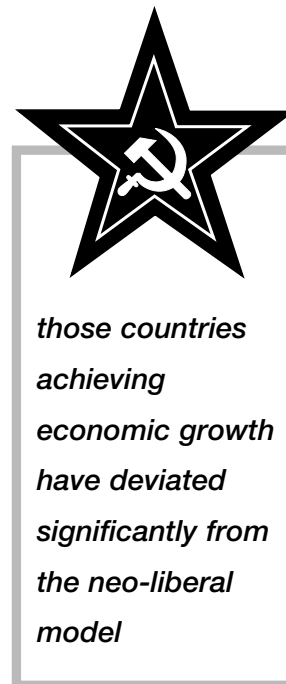 those countries
achieving
economic growth
have deviated
significantly from
the neo-liberal
model